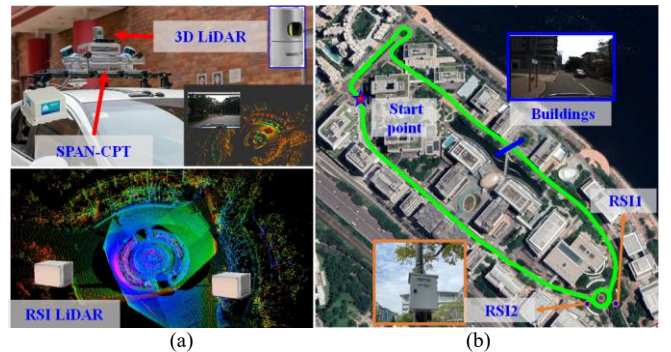 3D LiDAR
SPAN-CPT
RSI LiDAR
(a)
Start
point
Buildings
RSI1
RSI2
(b)